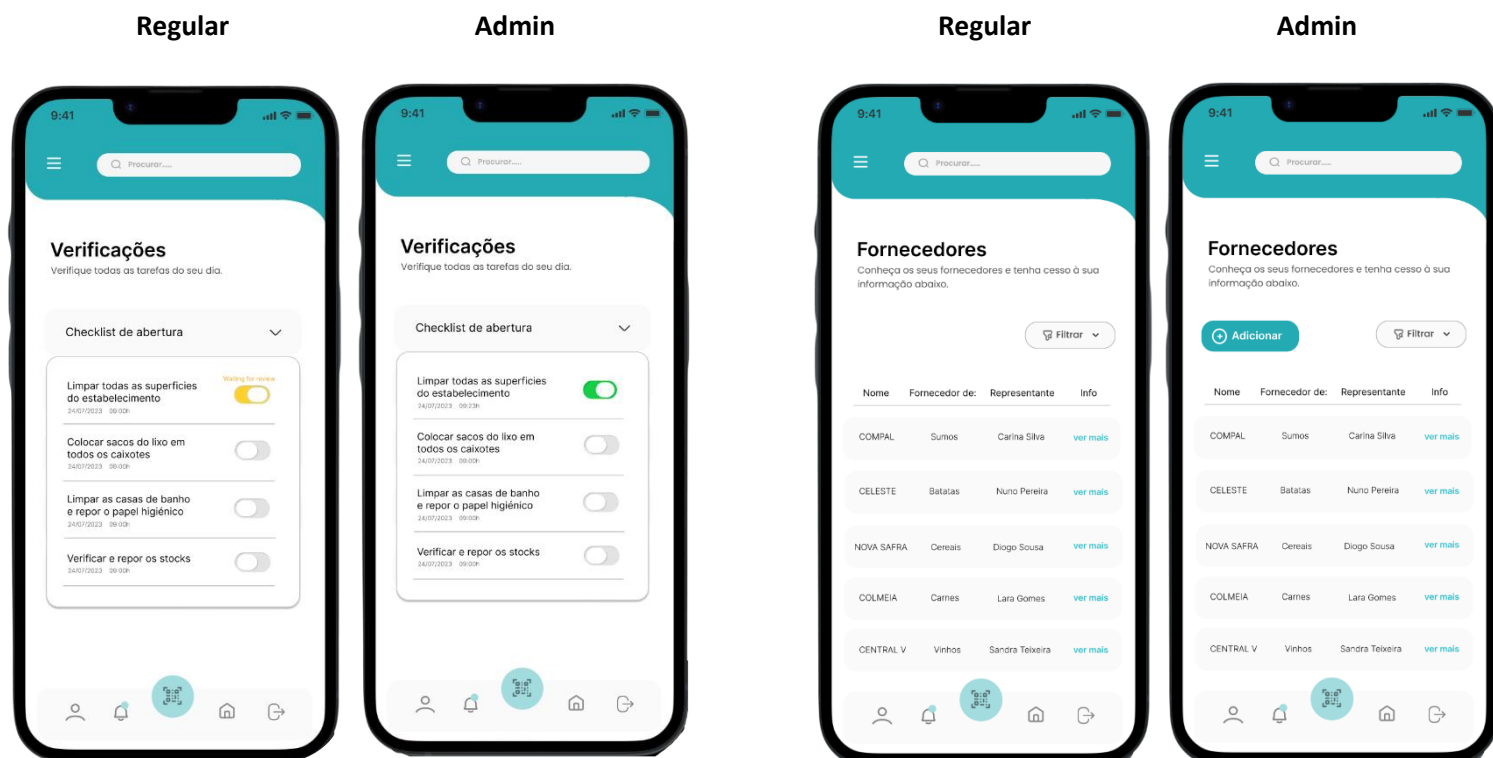 Regular
Admin
Regular
Admin
9:41
Procurar....
Verificações
Verifique todas as tarefas do seu dia.
Checklist de abertura
Waiting for review
Limpar todas as superficies
do estabelecimento
24/07/2023 09:00h
Colocar sacos do lixo em
todos os caixotes
24/07/2023 09:00h
Limpar as casas de banho
e repor o papel higiénico
24/07/2023 09:00h
Verificar e repor os stocks
24/07/2023 09:00h
9:41
Procurar....
Verificações
Verifique todas as tarefas do seu dia.
Checklist de abertura
Limpar todas as superficies
do estabelecimento
24/07/2023 09:23h
Colocar sacos do lixo em
todos os caixotes
24/07/2023 09:00h
Limpar as casas de banho
e repor o papel higiénico
24/07/2023 09:00h
Verificar e repor os stocks
24/07/2023 09:00h
9:41
Procurar....
Fornecedores
Conheça os seus fornecedores e tenha cesso à sua
informação abaixo.
Filtrar
Nome Fornecedor de: Representante Info
COMPAL Sumos Carina Silva ver mais
CELESTE Batatas Nuno Pereira ver mais
NOVA SAFRA Cereais Diogo Sousa ver mais
COLMEIA Carnes Lara Gomes ver mais
CENTRAL V Vinhos Sandra Teixeira ver mais
9:41
Procurar....
Fornecedores
Conheça os seus fornecedores e tenha cesso à sua
informação abaixo.
Adicionar Filtrar
Nome Fornecedor de: Representante Info
COMPAL Sumos Carina Silva ver mais
CELESTE Batatas Nuno Pereira ver mais
NOVA SAFRA Cereais Diogo Sousa ver mais
COLMEIA Carnes Lara Gomes ver mais
CENTRAL V Vinhos Sandra Teixeira ver mais